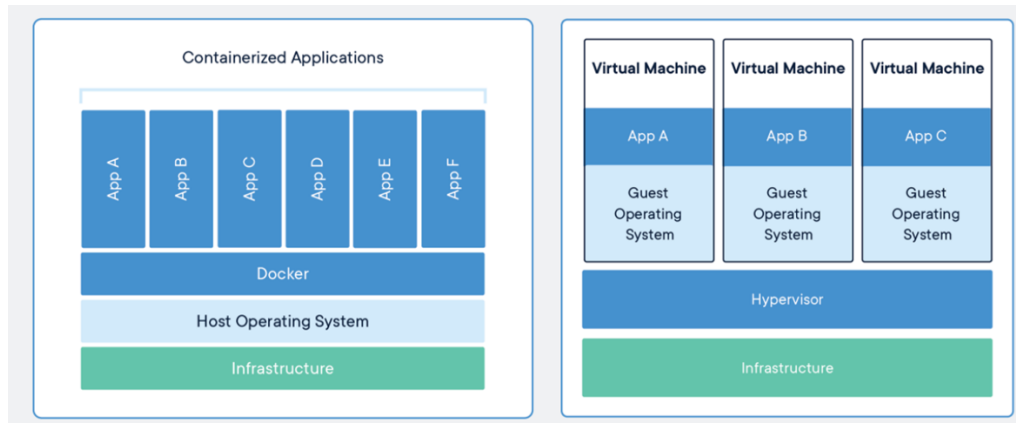 Containerized Applications
App A
App B
App C
App D
App E
App F
Docker
Host Operating System
Infrastructure
Virtual Machine
App A
Guest
Operating
System
Virtual Machine
App B
Guest
Operating
System
Virtual Machine
App C
Guest
Operating
System
Hypervisor
Infrastructure